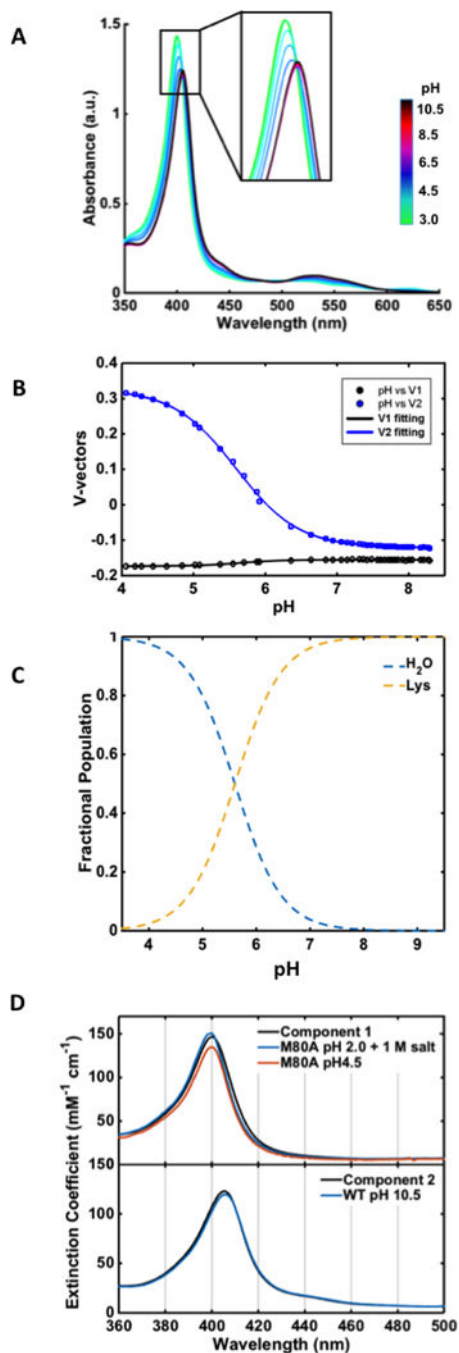 A
Absorbance (a.u.)
1.5
1
0.5
0
350 400 450 500 550 600 650
Wavelength (nm)
pH
10.5
8.5
6.5
4.5
3.0
B
V-vectors
0.4
0.3
0.2
0.1
0
-0.1
-0.2
4 5 6 7 8
pH
pH vs V1
pH vs V2
V1 fitting
V2 fitting
C
Fractional Population
1
0.8
0.6
0.4
0.2
0
4 5 6 7 8 9
pH
H₂O
Lys
D
Extinction Coefficient (mM⁻¹ cm⁻¹)
150
100
50
Component 1
M80A pH 2.0 + 1 M salt
M80A pH4.5
150
100
50
0
Component 2
WT pH 10.5
360 380 400 420 440 460 480 500
Wavelength (nm)